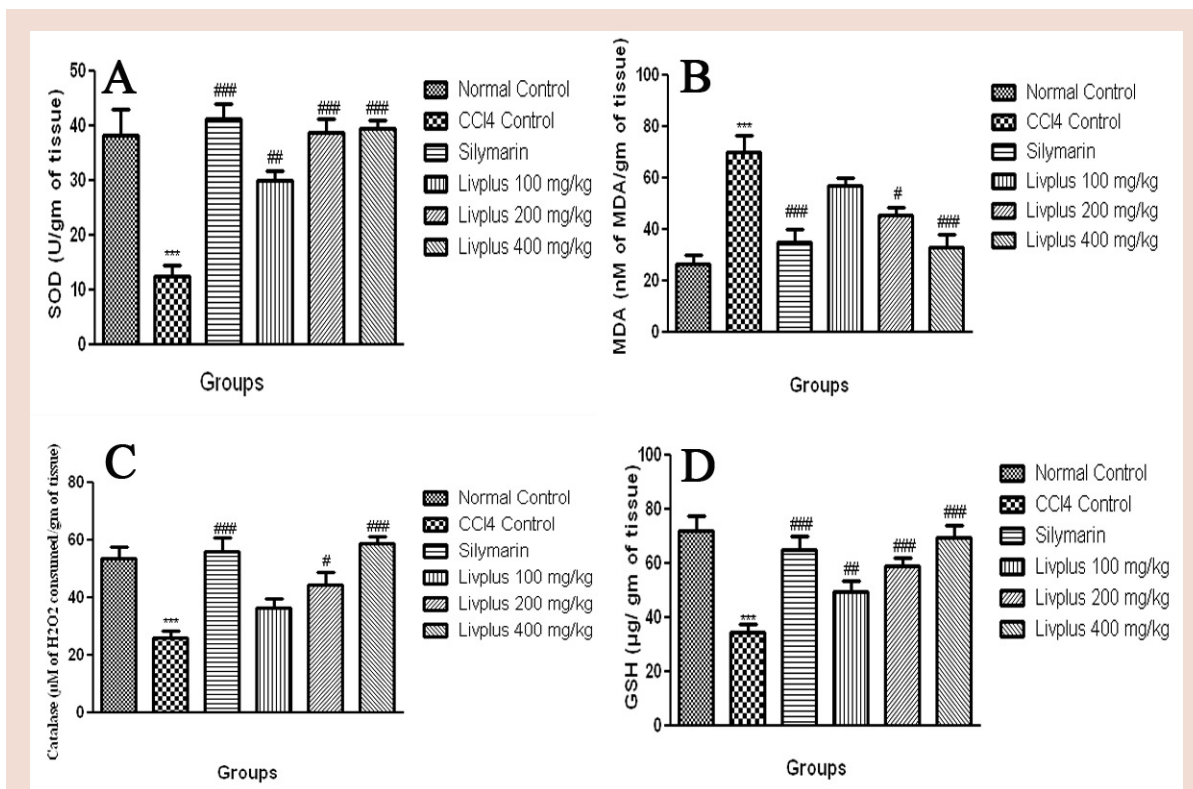 A
SOD (U/gm of tissue)
50
40
30
20
10
0
***
###
##
###
###
Groups
Normal Control
CCl4 Control
Silymarin
Livplus 100 mg/kg
Livplus 200 mg/kg
Livplus 400 mg/kg
B
MDA (nM of MDA/gm of tissue)
100
80
60
40
20
0
***
###
#
###
Groups
Normal Control
CCl4 Control
Silymarin
Livplus 100 mg/kg
Livplus 200 mg/kg
Livplus 400 mg/kg
C
Catalase (µM of H2O2 consumed/gm of tissue)
80
60
40
20
0
***
###
#
###
Groups
Normal Control
CCl4 Control
Silymarin
Livplus 100 mg/kg
Livplus 200 mg/kg
Livplus 400 mg/kg
D
GSH (µg/ gm of tissue)
100
80
60
40
20
0
***
###
##
###
###
Groups
Normal Control
CCl4 Control
Silymarin
Livplus 100 mg/kg
Livplus 200 mg/kg
Livplus 400 mg/kg